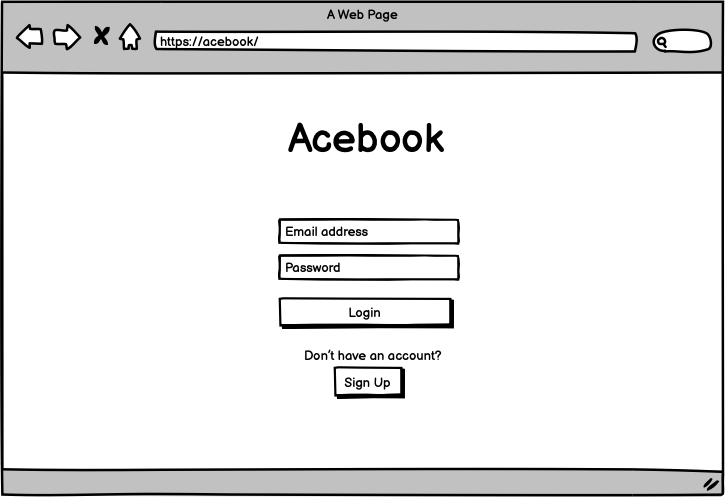 A Web Page
https://acebook/
Acebook
Email address
Password
Login
Don't have an account?
Sign Up